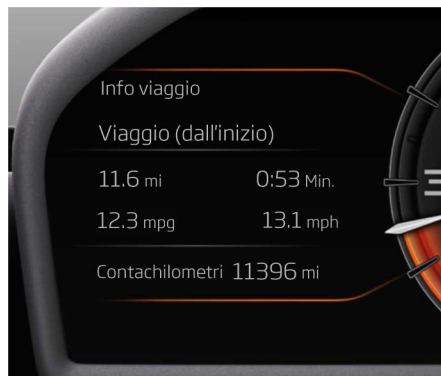 Info viaggio
Viaggio (dall'inizio)
11.6 mi 0:53 Min.
12.3 mpg 13.1 mph
Contachilometri 11396 mi